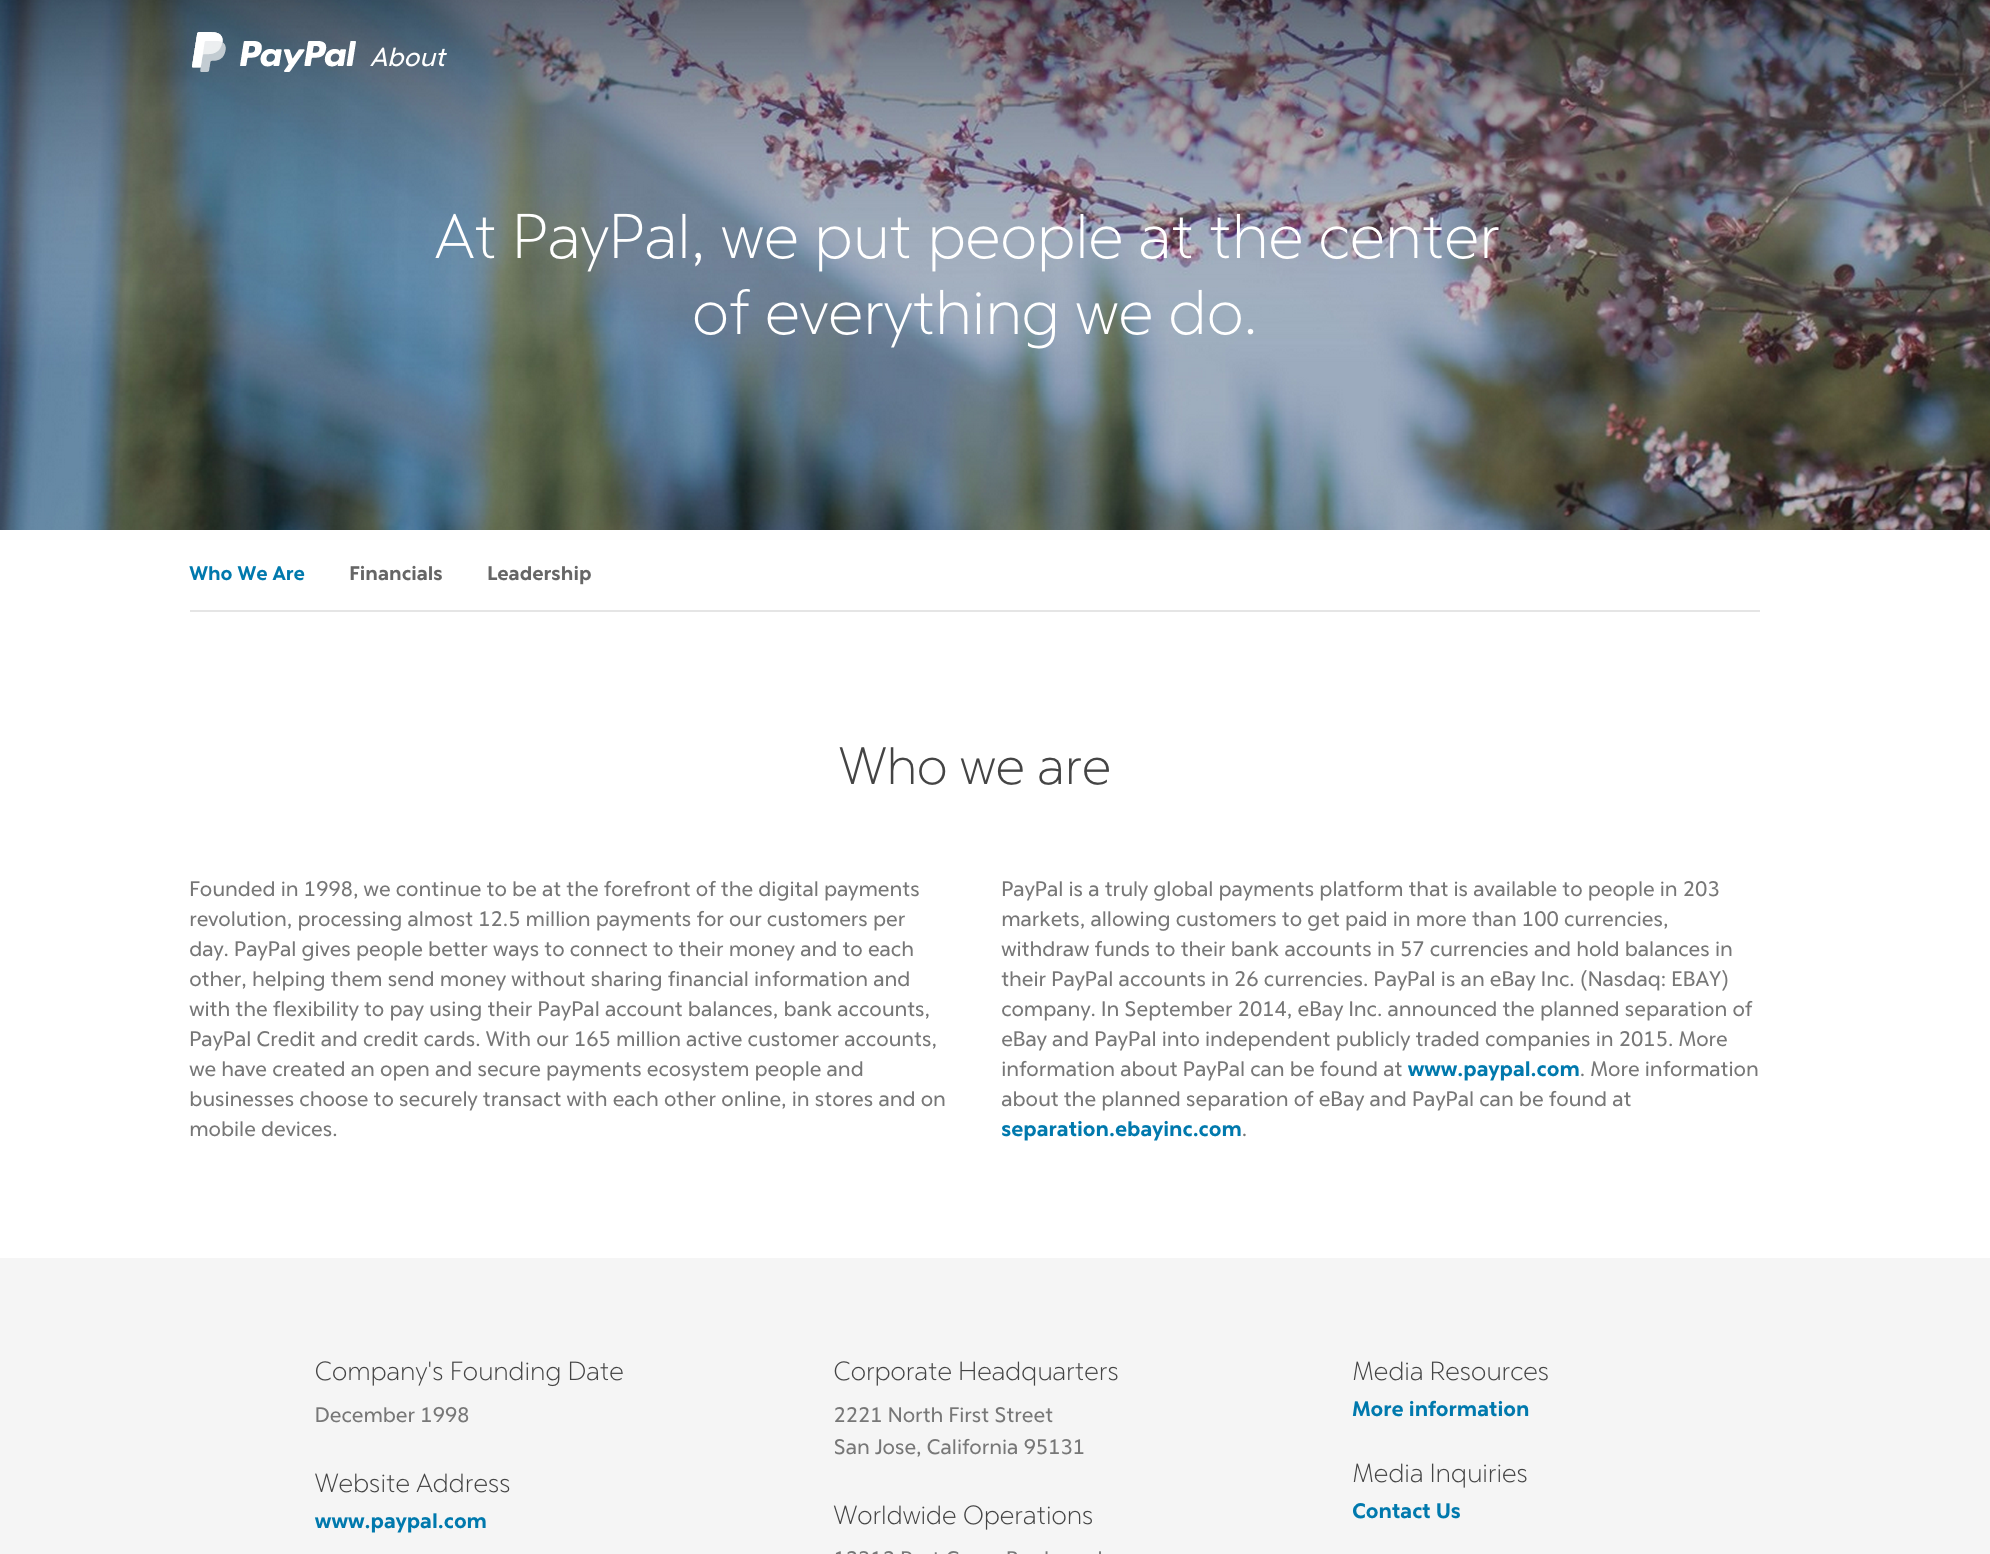 PayPal About
At PayPal, we put people at the center
of everything we do.
Who We Are Financials Leadership
Who we are
Founded in 1998, we continue to be at the forefront of the digital payments
revolution, processing almost 12.5 million payments for our customers per
day. PayPal gives people better ways to connect to their money and to each
other, helping them send money without sharing financial information and
with the flexibility to pay using their PayPal account balances, bank accounts,
PayPal Credit and credit cards. With our 165 million active customer accounts,
we have created an open and secure payments ecosystem people and
businesses choose to securely transact with each other online, in stores and on
mobile devices.
PayPal is a truly global payments platform that is available to people in 203
markets, allowing customers to get paid in more than 100 currencies,
withdraw funds to their bank accounts in 57 currencies and hold balances in
their PayPal accounts in 26 currencies. PayPal is an eBay Inc. (Nasdaq: EBAY)
company. In September 2014, eBay Inc. announced the planned separation of
eBay and PayPal into independent publicly traded companies in 2015. More
information about PayPal can be found at www.paypal.com. More information
about the planned separation of eBay and PayPal can be found at
separation.ebayinc.com.
Company's Founding Date
December 1998
Website Address
www.paypal.com
Corporate Headquarters
2221 North First Street
San Jose, California 95131
Worldwide Operations
Media Resources
More information
Media Inquiries
Contact Us